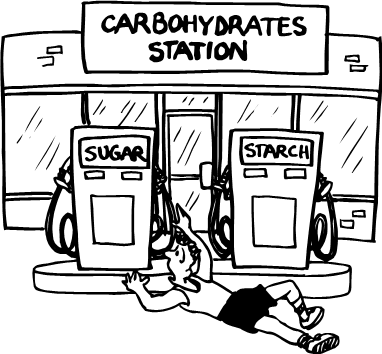 CARBOHYDRATES
STATION
SUGAR
STARCH